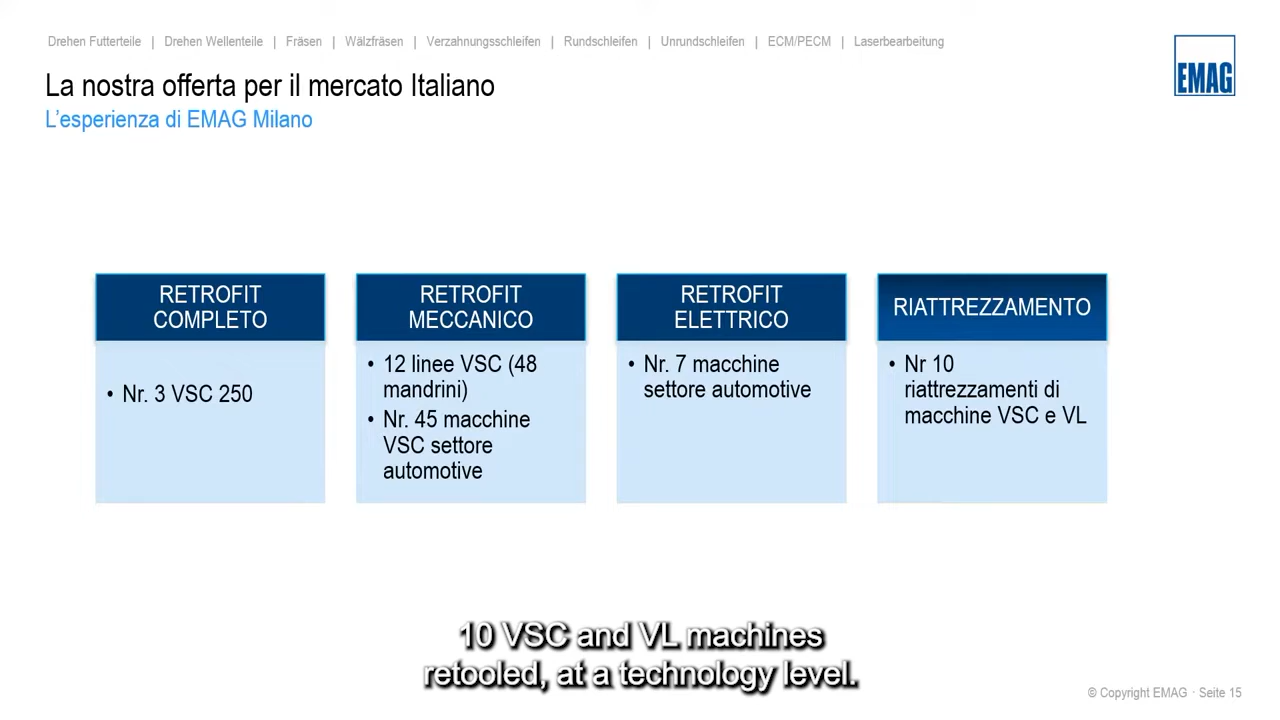 Drehen Futterteile | Drehen Wellenteile | Fräsen | Wälzfräsen | Verzahnungsschleifen | Rundschleifen | Unrundschleifen | ECM/PECM | Laserbearbeitung
EMAG
La nostra offerta per il mercato Italiano
L'esperienza di EMAG Milano
RETROFIT
COMPLETO
• Nr. 3 VSC 250
RETROFIT
MECCANICO
• 12 linee VSC (48
mandrini)
• Nr. 45 macchine
VSC settore
automotive
RETROFIT
ELETTRICO
• Nr. 7 macchine
settore automotive
RIATTREZZAMENTO
• Nr 10
riattrezzamenti di
macchine VSC e VL
10 VSC and VL machines
retooled, at a technology level.
© Copyright EMAG · Seite 15